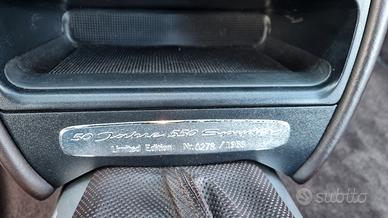 50 Jahre 550 Spyder
Limited Edition Nr.0278 / 1953
subito